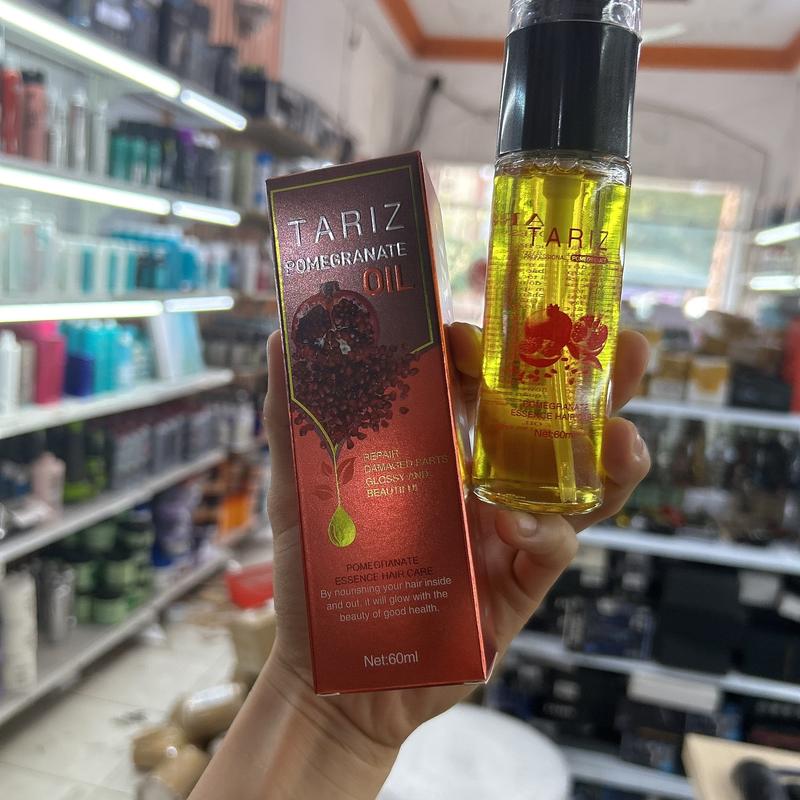 TARIZ
POMEGRANATE
OIL
REPAIR
DAMAGED PARTS
GLOSSY AND
BEAUTIFUL
POMEGRANATE
ESSENCE HAIR CARE
By nourishing your hair inside
and out, it will glow with the
beauty of good health.
Net:60ml
TARIZ
PROFESSIONAL POMEGRANATE
POMEGRANATE
ESSENCE HAIR
Net:60ml